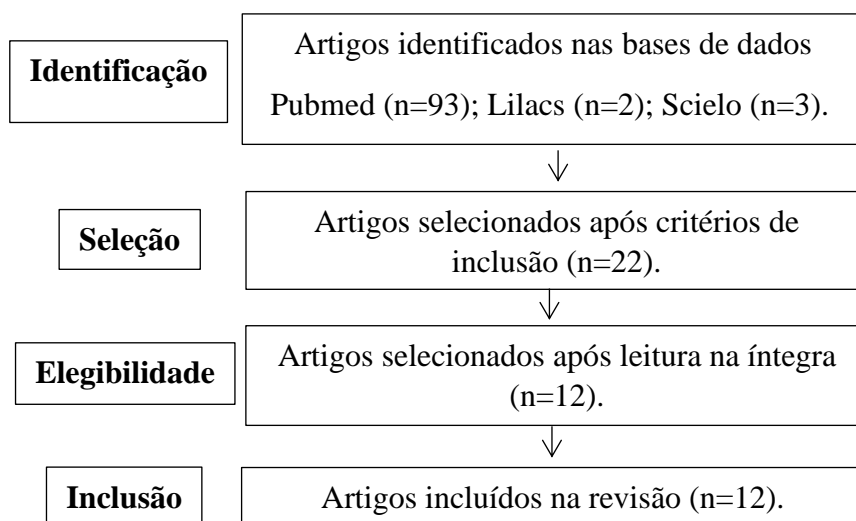 Identificação
Artigos identificados nas bases de dados
Pubmed (n=93); Lilacs (n=2); Scielo (n=3).
Seleção
Artigos selecionados após critérios de
inclusão (n=22).
Elegibilidade
Artigos selecionados após leitura na íntegra
(n=12).
Inclusão
Artigos incluídos na revisão (n=12).